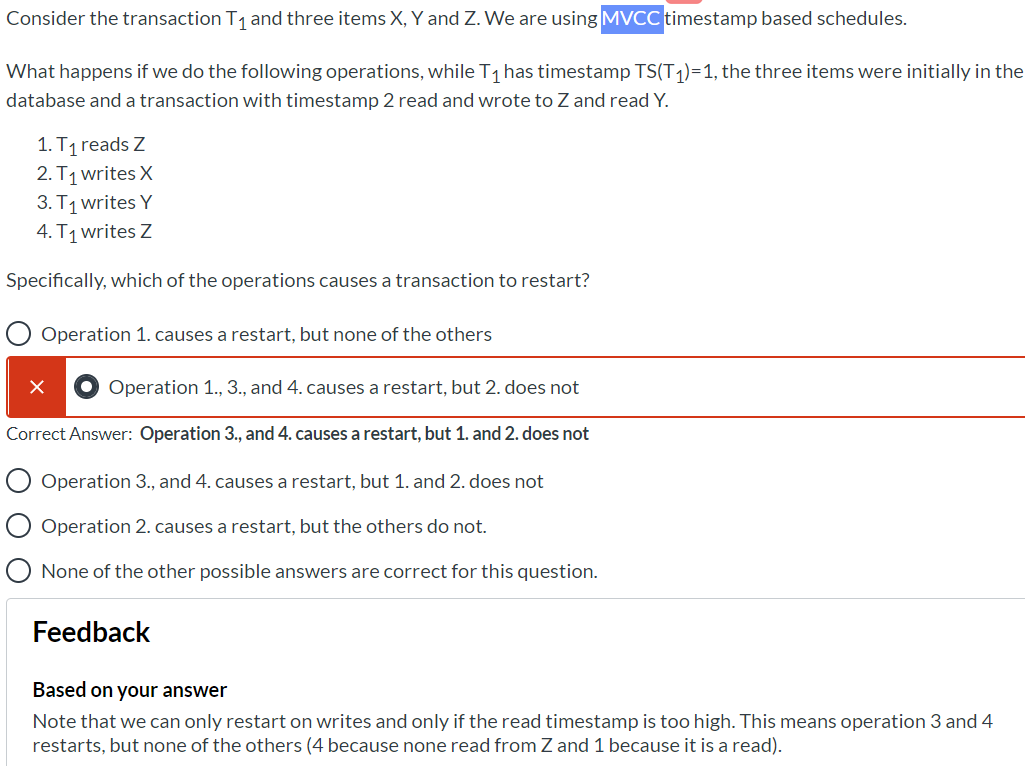 Consider the transaction T1 and three items X, Y and Z. We are using MVCC timestamp based schedules.
What happens if we do the following operations, while T1 has timestamp TS(T1)=1, the three items were initially in the
database and a transaction with timestamp 2 read and wrote to Z and read Y.
1. T1 reads Z
2. T1 writes X
3. T1 writes Y
4. T1 writes Z
Specifically, which of the operations causes a transaction to restart?
Operation 1. causes a restart, but none of the others
Operation 1., 3., and 4. causes a restart, but 2. does not
Correct Answer: Operation 3., and 4. causes a restart, but 1. and 2. does not
Operation 3., and 4. causes a restart, but 1. and 2. does not
Operation 2. causes a restart, but the others do not.
None of the other possible answers are correct for this question.
Feedback
Based on your answer
Note that we can only restart on writes and only if the read timestamp is too high. This means operation 3 and 4
restarts, but none of the others (4 because none read from Z and 1 because it is a read).